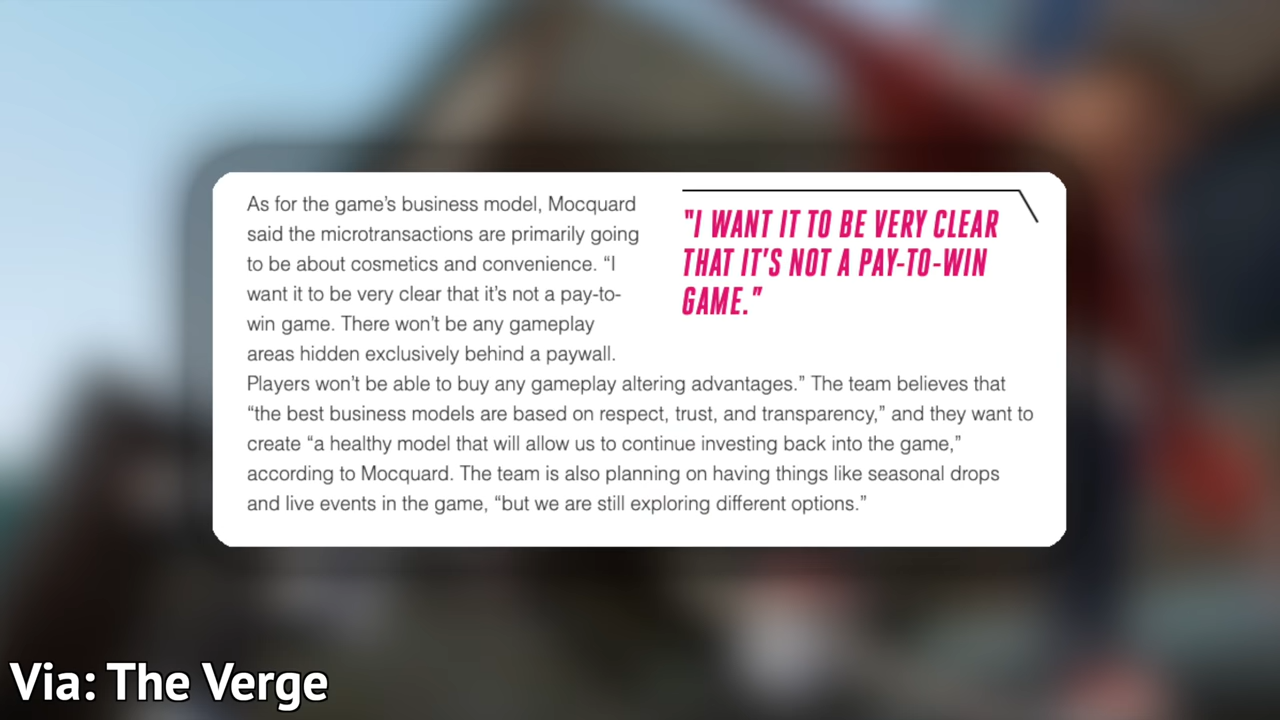 As for the game’s business model, Mocquard
said the microtransactions are primarily going
to be about cosmetics and convenience. “I
want it to be very clear that it’s not a pay-to-
win game. There won’t be any gameplay
areas hidden exclusively behind a paywall.
"I WANT IT TO BE VERY CLEAR
THAT IT'S NOT A PAY-TO-WIN
GAME."
Players won’t be able to buy any gameplay altering advantages.” The team believes that
“the best business models are based on respect, trust, and transparency,” and they want to
create “a healthy model that will allow us to continue investing back into the game,”
according to Mocquard. The team is also planning on having things like seasonal drops
and live events in the game, “but we are still exploring different options.”
Via: The Verge